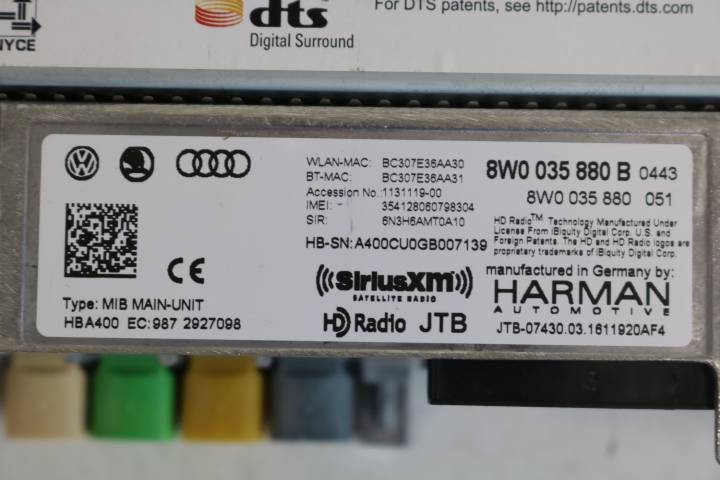 dts
For DTS patents, see http://patents.dts.com
Digital Surround
NYCE
WLAN-MAC: BC307E36AA30
BT-MAC: BC307E36AA31
Accession No: 1131119-00
IMEI: - 354128060798304
SIR: 6N3H6AMT0A10
HB-SN: A400CU0GB007139
8W0 035 880 B 0443
8W0 035 880 051
HD Radio™ Technology Manufactured Under
License From iBiquity Digital Corp. U.S. and
Foreign Patents. The HD and HD Radio logos are
proprietary trademarks of iBiquity Digital Corp.
CE
Type: MIB MAIN-UNIT
HBA400 EC: 987 2927098
SiriusXM
SATELLITE RADIO
HD Radio JTB
manufactured in Germany by:
HARMAN
AUTOMOTIVE
JTB-07430.03.1611920AF4